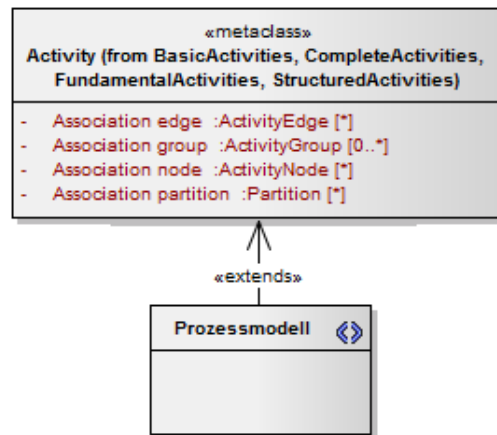 «metaclass»
Activity (from BasicActivities, CompleteActivities,
FundamentalActivities, StructuredActivities)
- Association edge :ActivityEdge [*]
- Association group :ActivityGroup [0..*]
- Association node :ActivityNode [*]
- Association partition :Partition [*]
«extends»
Prozessmodell